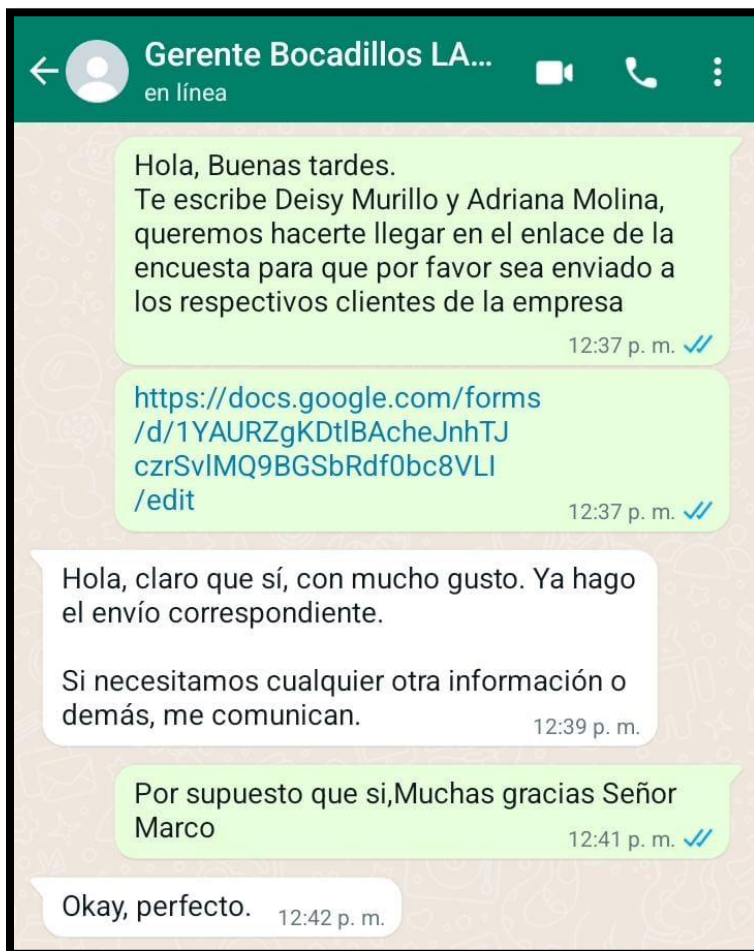 Gerente Bocadillos LA...
en línea
Hola, Buenas tardes.
Te escribe Deisy Murillo y Adriana Molina,
queremos hacerte llegar en el enlace de la
encuesta para que por favor sea enviado a
los respectivos clientes de la empresa
12:37 p. m.
https://docs.google.com/forms
/d/1YAURZgKDtlBAcheJnhTJ
czrSvlMQ9BGSbRdf0bc8VLI
/edit
12:37 p. m.
Hola, claro que sí, con mucho gusto. Ya hago
el envío correspondiente.
Si necesitamos cualquier otra información o
demás, me comunican.
12:39 p. m.
Por supuesto que si,Muchas gracias Señor
Marco
12:41 p. m.
Okay, perfecto.
12:42 p. m.